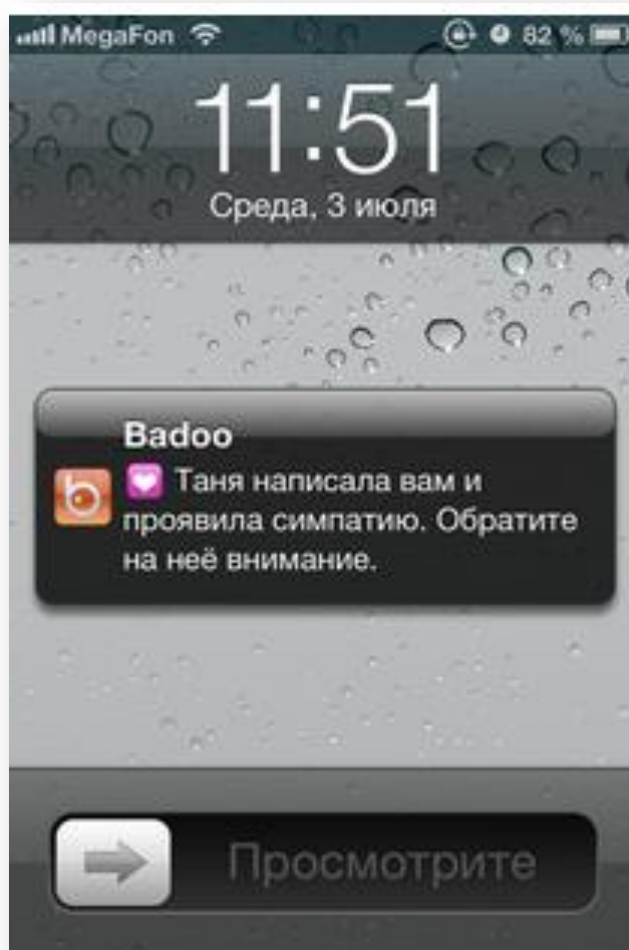 MegaFon 82 %
11:51
Среда, 3 июля
Badoo
💟 Таня написала вам и
проявила симпатию. Обратите
на неё внимание.
Просмотрите